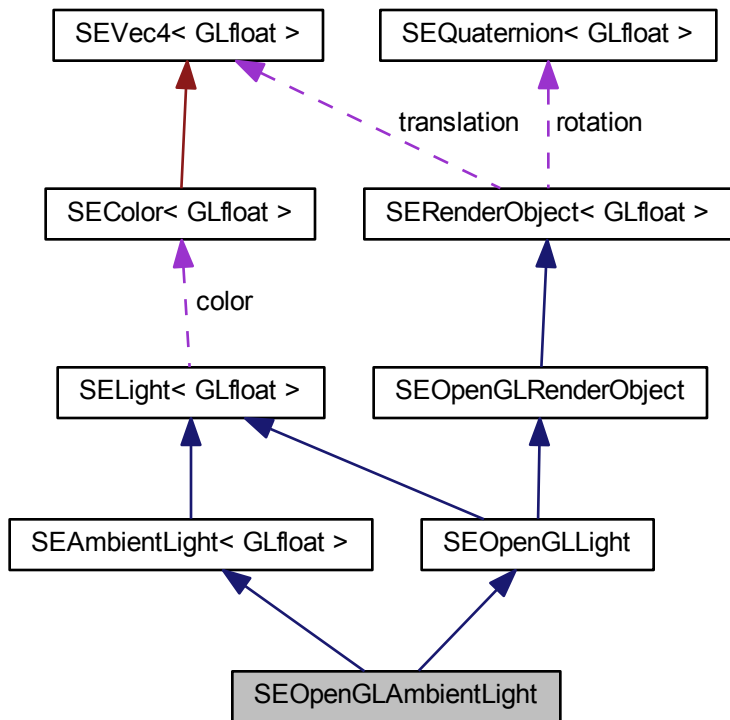 SEVec4< GLfloat >
SEQuaternion< GLfloat >
translation
rotation
SEColor< GLfloat >
SERenderObject< GLfloat >
color
SELight< GLfloat >
SEOpenGLRenderObject
SEAmbientLight< GLfloat >
SEOpenGLLight
SEOpenGLAmbientLight